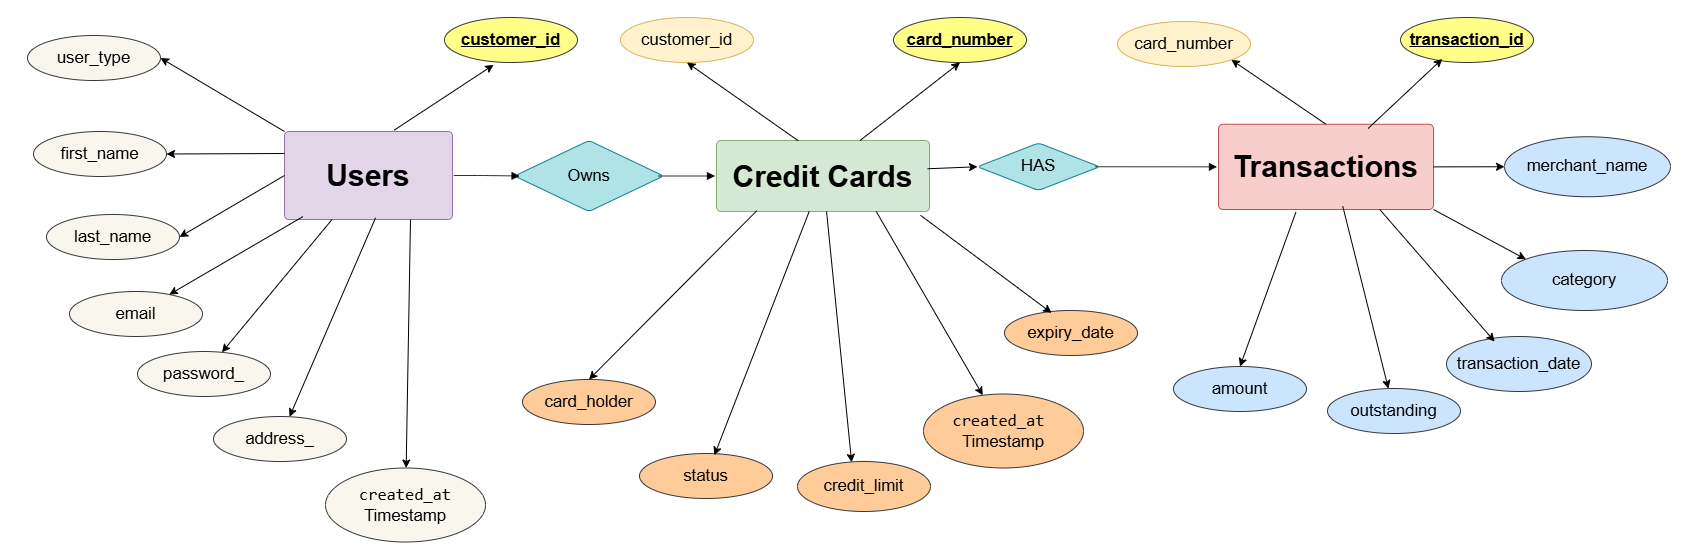 customer_id
customer_id
card_number
card_number
transaction_id
user_type
first_name
last_name
email
password_
address_
created_at
Timestamp
Users
Owns
Credit Cards
HAS
Transactions
card_holder
status
credit_limit
created_at
Timestamp
expiry_date
merchant_name
category
transaction_date
outstanding
amount